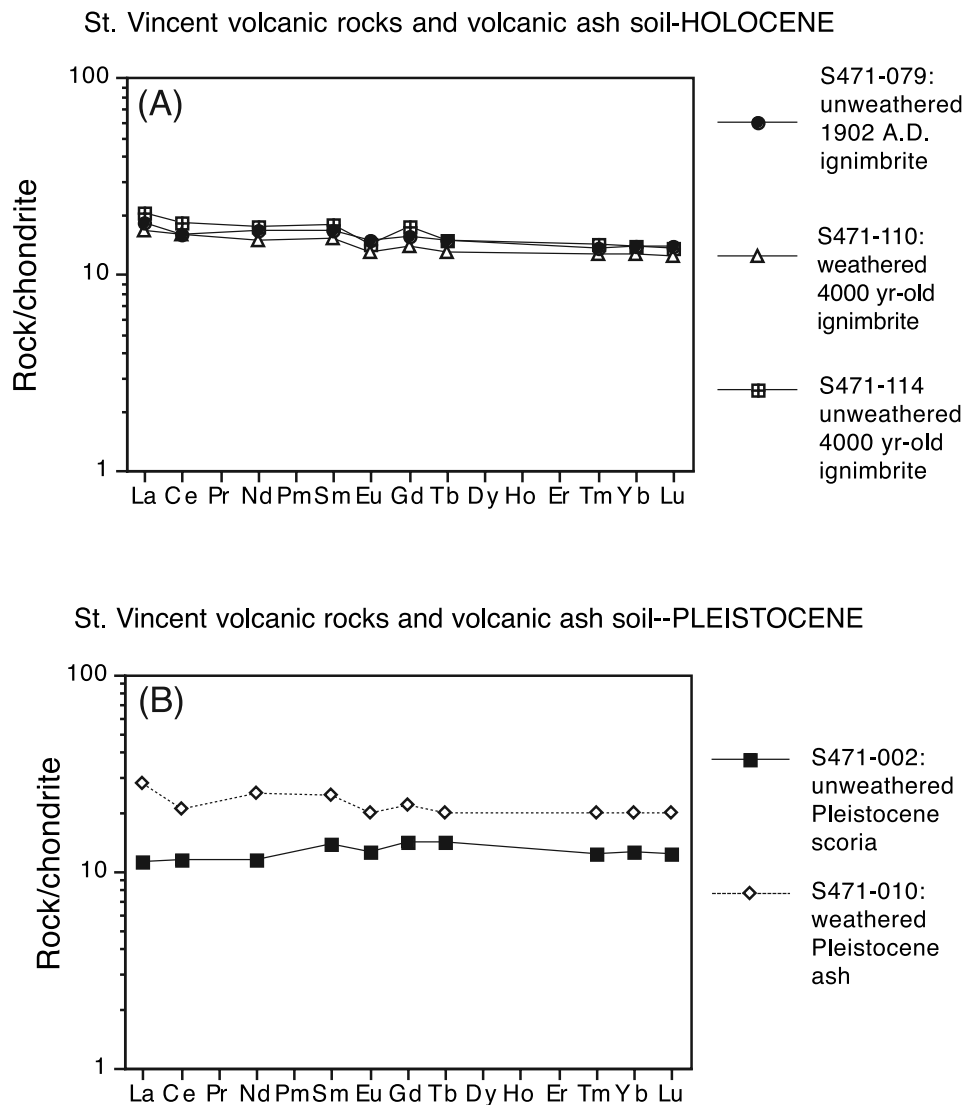 St. Vincent volcanic rocks and volcanic ash soil-HOLOCENE
100
10
1
Rock/chondrite
(A)
La Ce Pr Nd Pm Sm Eu Gd Tb Dy Ho Er Tm Yb Lu
S471-079:
unweathered
1902 A.D.
ignimbrite
S471-110:
weathered
4000 yr-old
ignimbrite
S471-114
unweathered
4000 yr-old
ignimbrite
St. Vincent volcanic rocks and volcanic ash soil--PLEISTOCENE
100
10
1
Rock/chondrite
(B)
La Ce Pr Nd Pm Sm Eu Gd Tb Dy Ho Er Tm Yb Lu
S471-002:
unweathered
Pleistocene
scoria
S471-010:
weathered
Pleistocene
ash